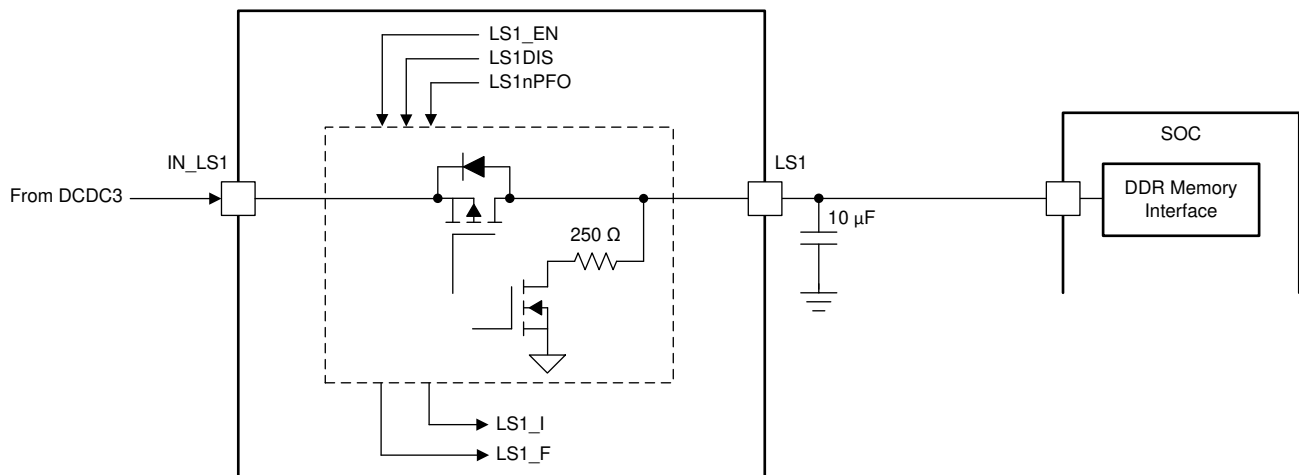 LS1_EN
LS1DIS
LS1nPFO
SOC
IN_LS1
LS1
From DCDC3
DDR Memory
Interface
10 µF
250 Ω
LS1_I
LS1_F